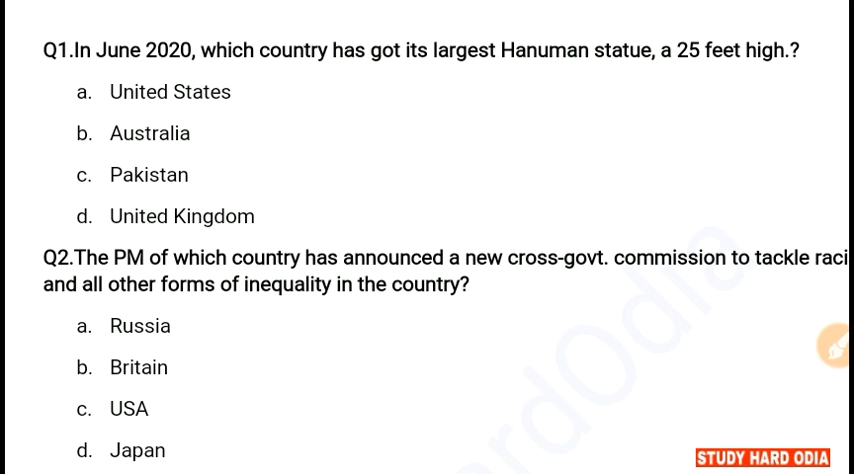 Q1.In June 2020, which country has got its largest Hanuman statue, a 25 feet high.?
a. United States
b. Australia
c. Pakistan
d. United Kingdom
Q2.The PM of which country has announced a new cross-govt. commission to tackle raci
and all other forms of inequality in the country?
a. Russia
b. Britain
c. USA
d. Japan
rdOdia
STUDY HARD ODIA